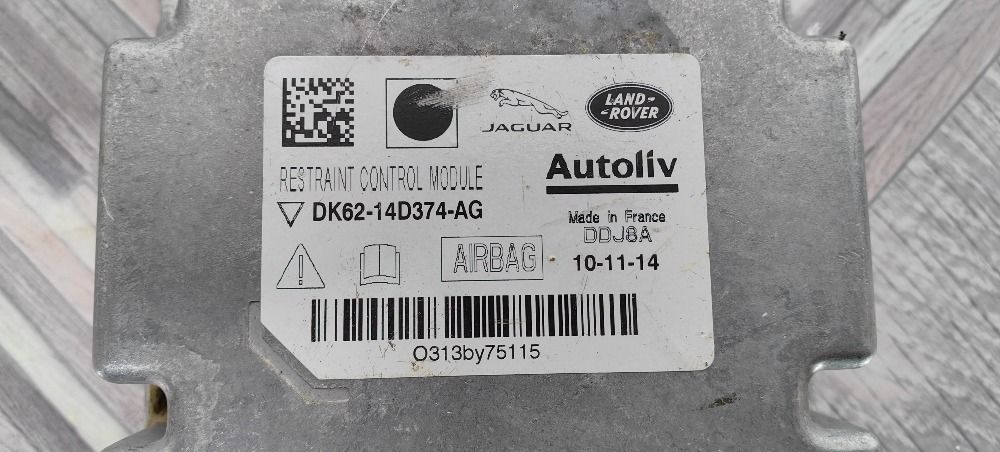 JAGUAR
LAND-
-ROVER
RESTRAINT CONTROL MODULE
Autoliv
DK62-14D374-AG
Made in France
DDJ8A
AIRBAG
10-11-14
O313by75115